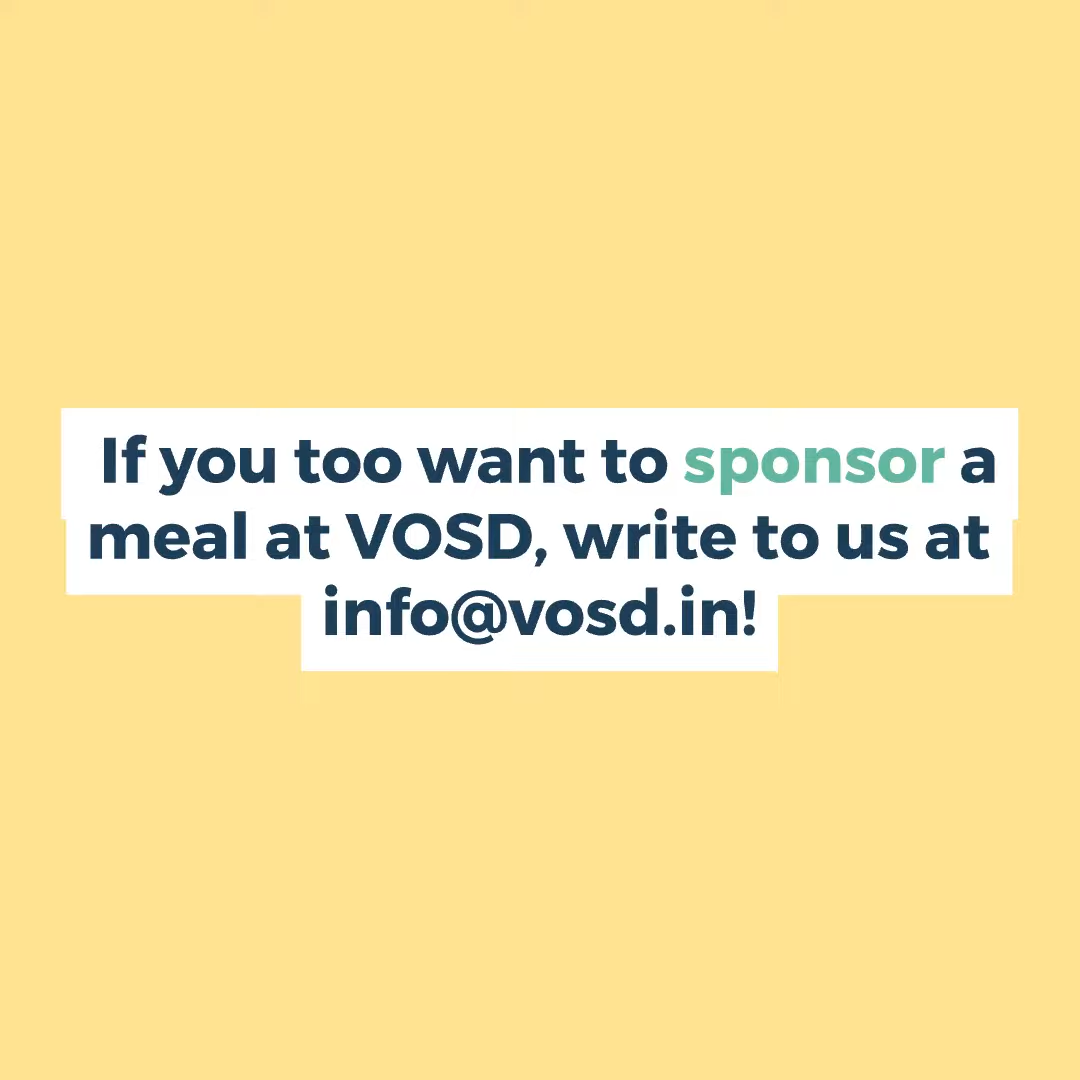 If you too want to sponsor a
meal at VOSD, write to us at
info@vosd.in!